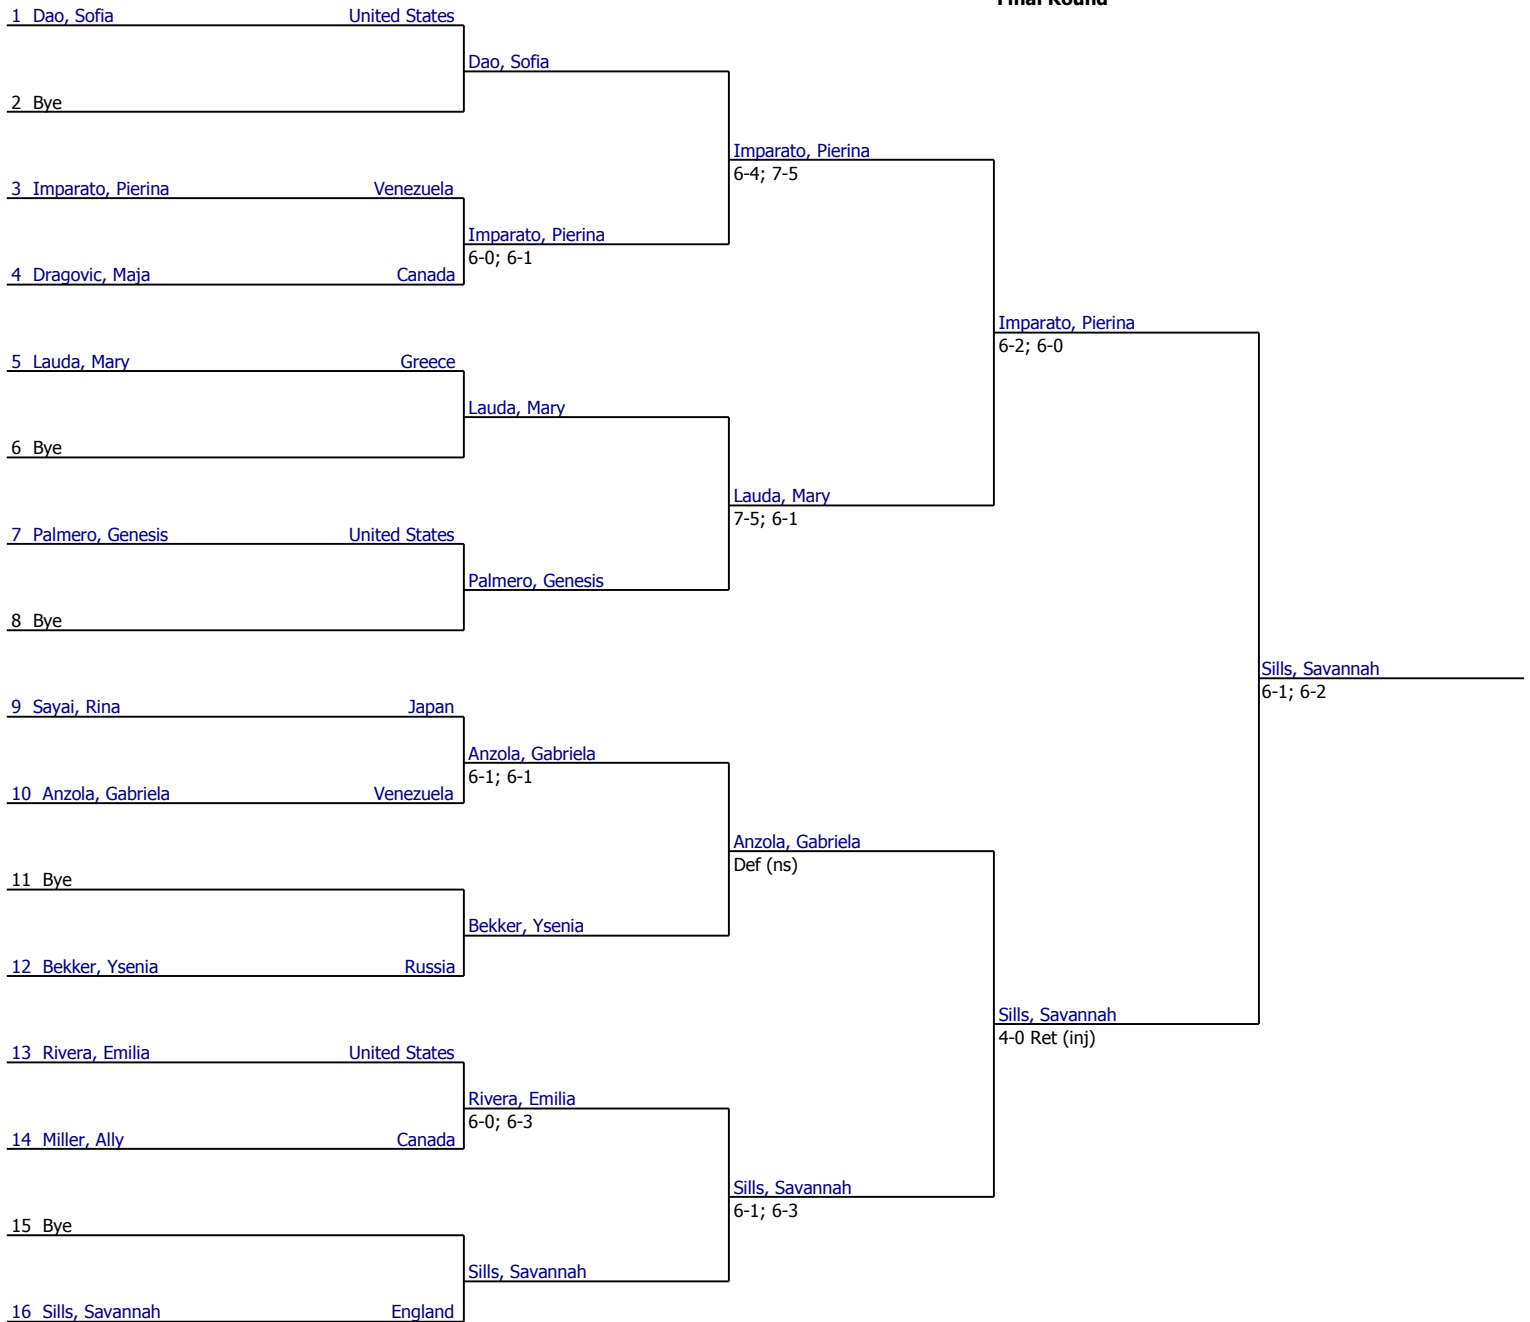 Final Round
1 Dao, Sofia United States
Dao, Sofia
2 Bye
Imparato, Pierina
6-4; 7-5
3 Imparato, Pierina Venezuela
Imparato, Pierina
6-0; 6-1
4 Dragovic, Maja Canada
Imparato, Pierina
6-2; 6-0
5 Lauda, Mary Greece
Lauda, Mary
6 Bye
Lauda, Mary
7-5; 6-1
7 Palmero, Genesis United States
Palmero, Genesis
8 Bye
Sills, Savannah
6-1; 6-2
9 Sayai, Rina Japan
Anzola, Gabriela
6-1; 6-1
10 Anzola, Gabriela Venezuela
Anzola, Gabriela
Def (ns)
11 Bye
Bekker, Ysenia
12 Bekker, Ysenia Russia
Sills, Savannah
4-0 Ret (inj)
13 Rivera, Emilia United States
Rivera, Emilia
6-0; 6-3
14 Miller, Ally Canada
Sills, Savannah
6-1; 6-3
15 Bye
Sills, Savannah
16 Sills, Savannah England